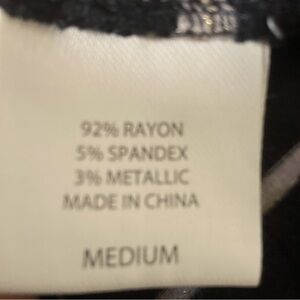 92% RAYON
5% SPANDEX
3% METALLIC
MADE IN CHINA
MEDIUM